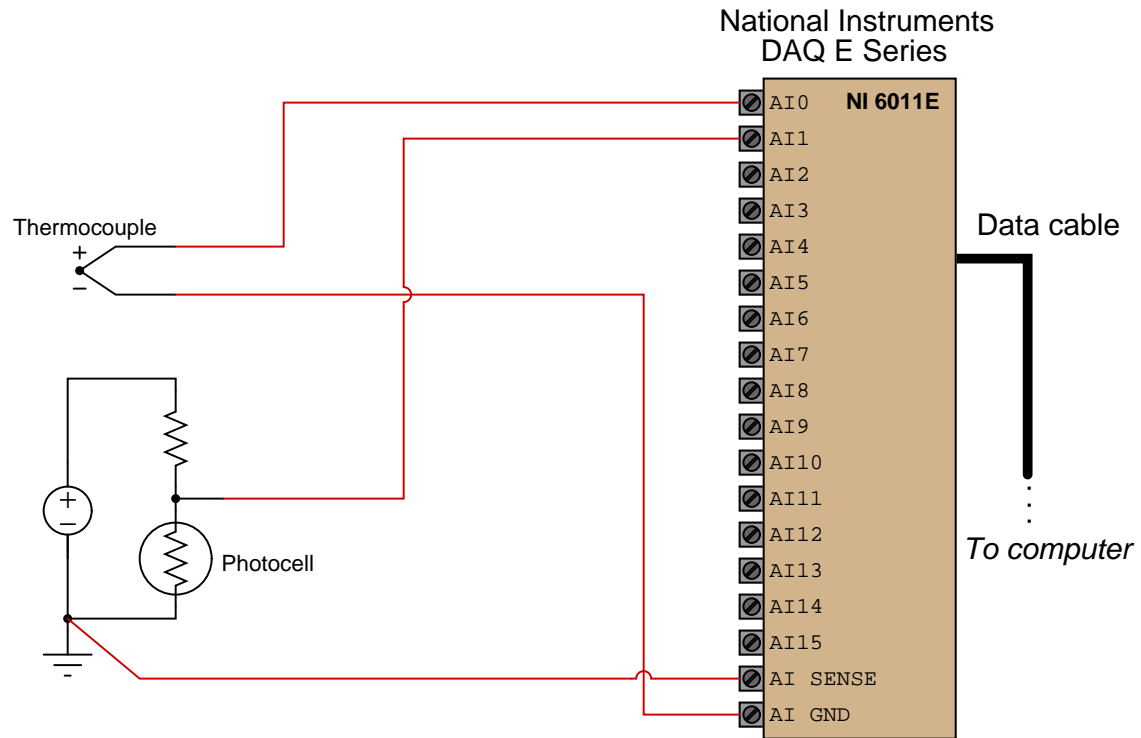 National Instruments
DAQ E Series
AI0
NI 6011E
AI1
AI2
AI3
AI4
AI5
AI6
AI7
AI8
AI9
AI10
AI11
AI12
AI13
AI14
AI15
AI SENSE
AI GND
Data cable
To computer
Thermocouple
+
−
+
−
Photocell